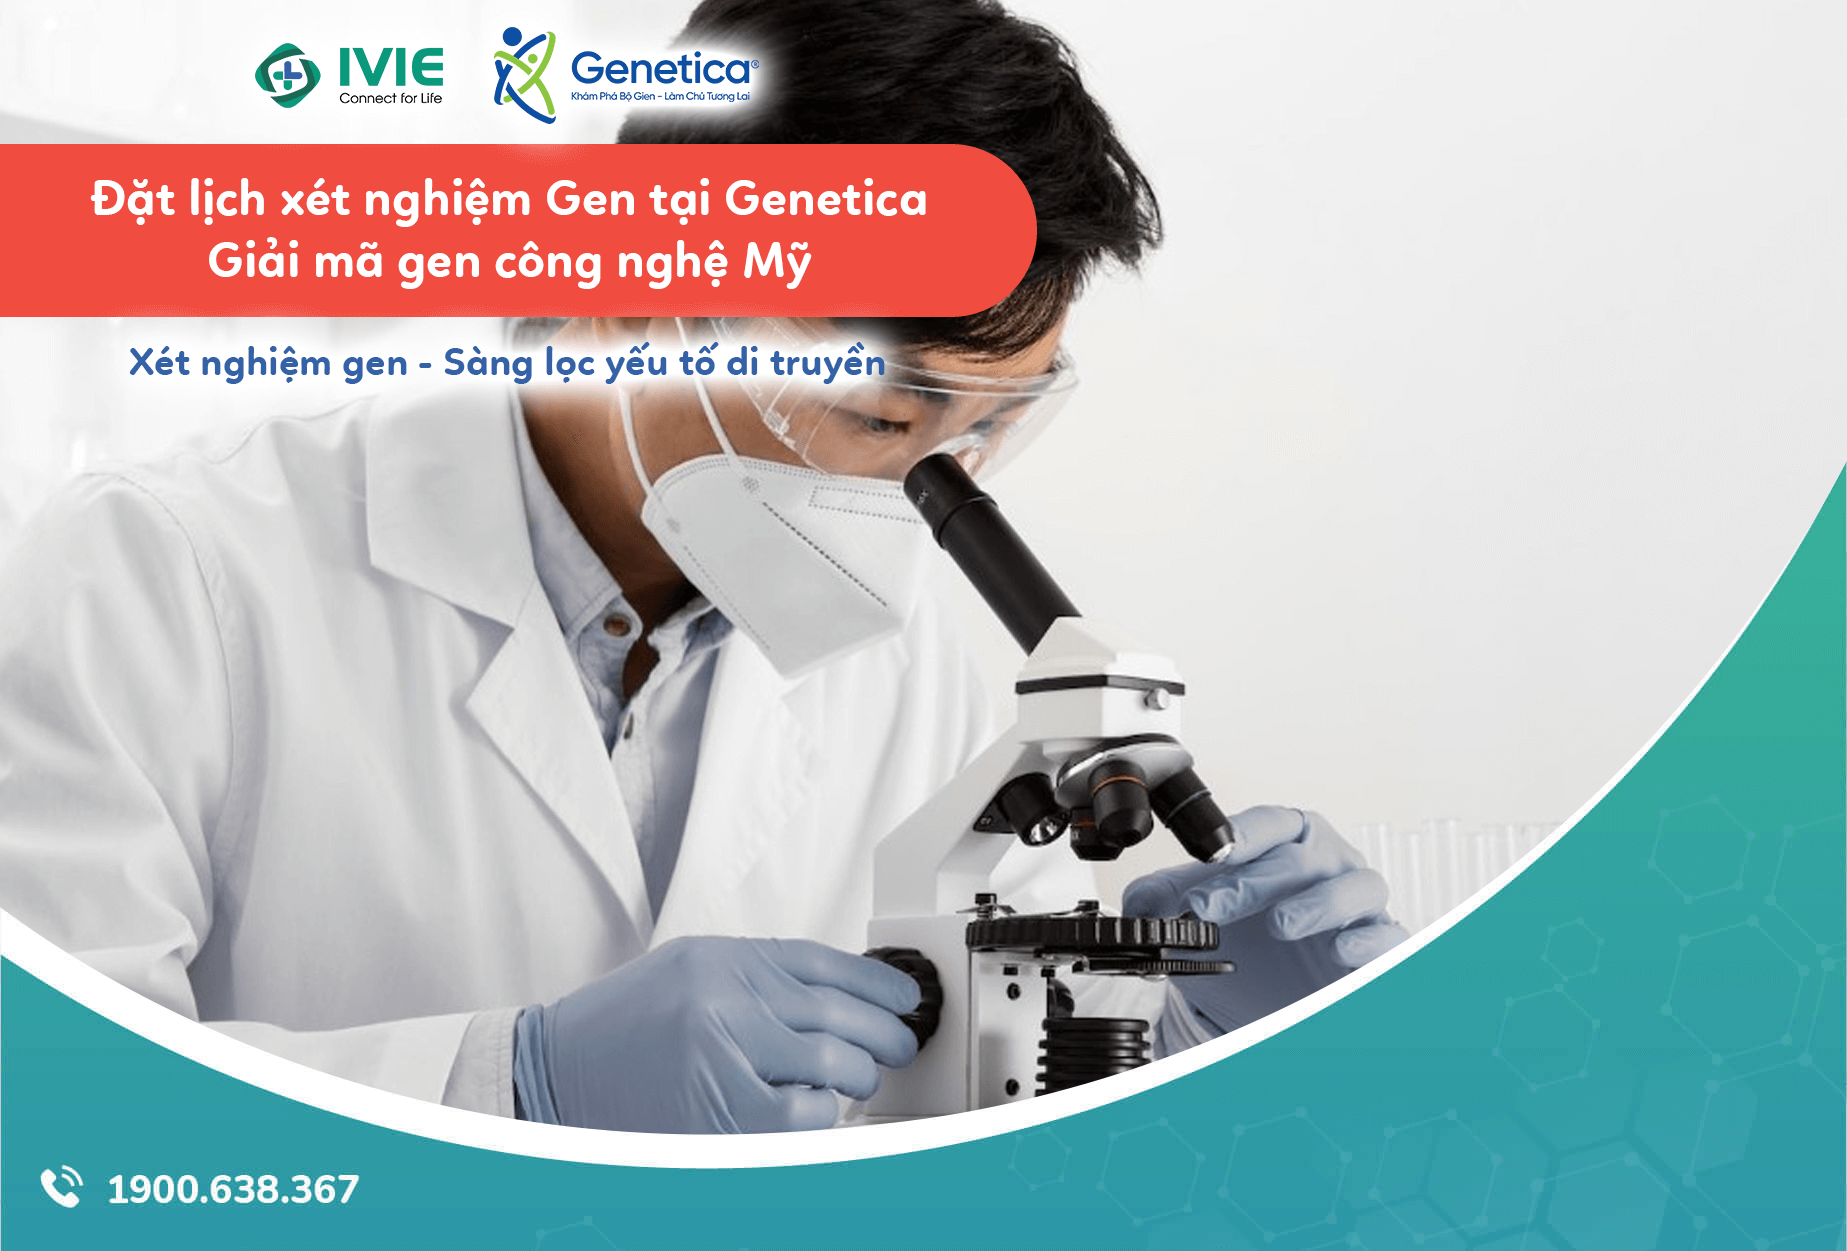 IVIE
Connect for Life
Genetica®
Khám Phá Bộ Gien - Làm Chủ Tương Lai
Đặt lịch xét nghiệm Gen tại Genetica
Giải mã gen công nghệ Mỹ
Xét nghiệm gen - Sàng lọc yếu tố di truyền
1900.638.367